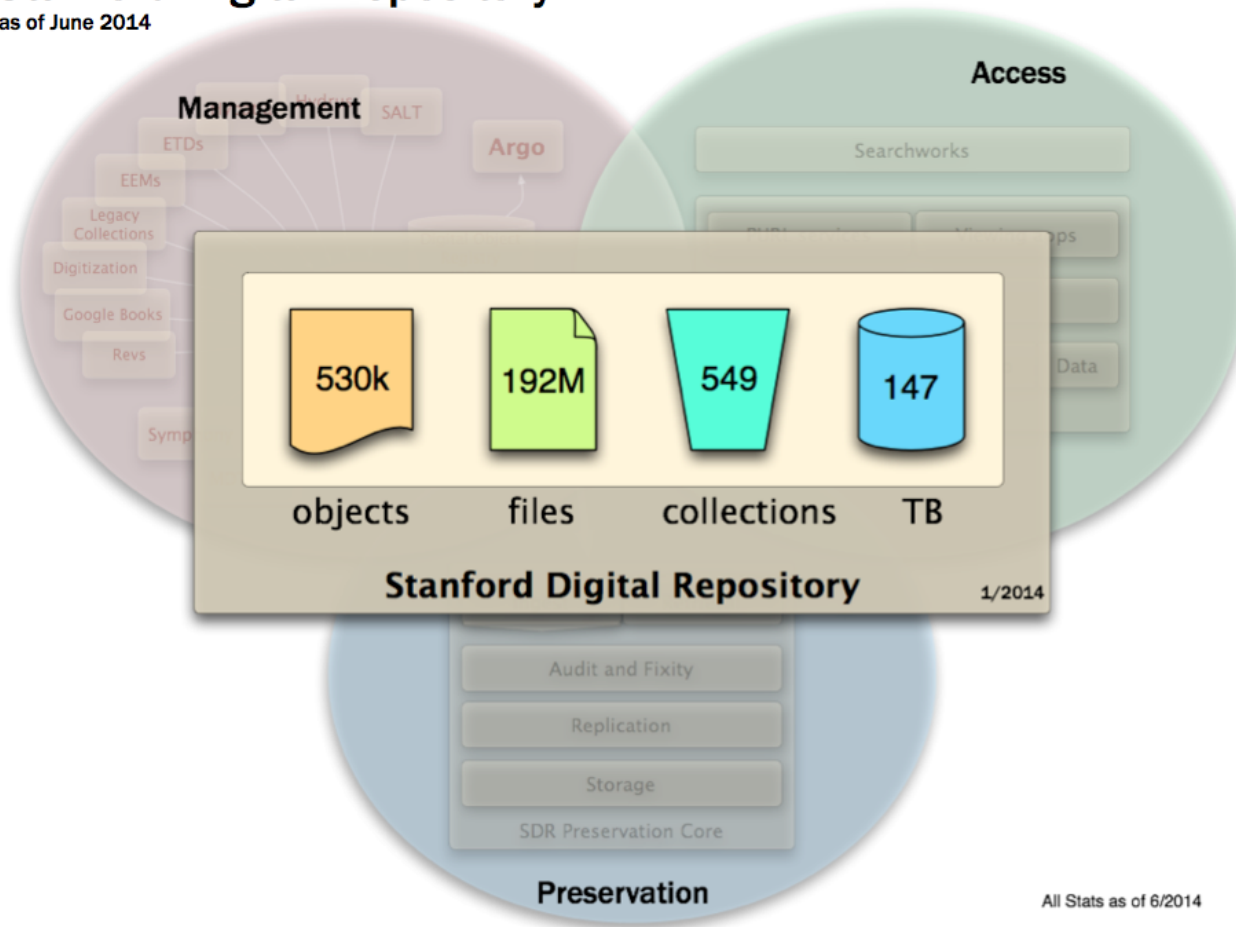 as of June 2014
Management
Access
SALT
ETDs
Argo
Searchworks
EEMs
Legacy
Collections
Digitization
Google Books
Revs
Data
530k
192M
549
147
objects
files
collections
TB
Stanford Digital Repository
1/2014
Audit and Fixity
Replication
Storage
SDR Preservation Core
Preservation
All Stats as of 6/2014